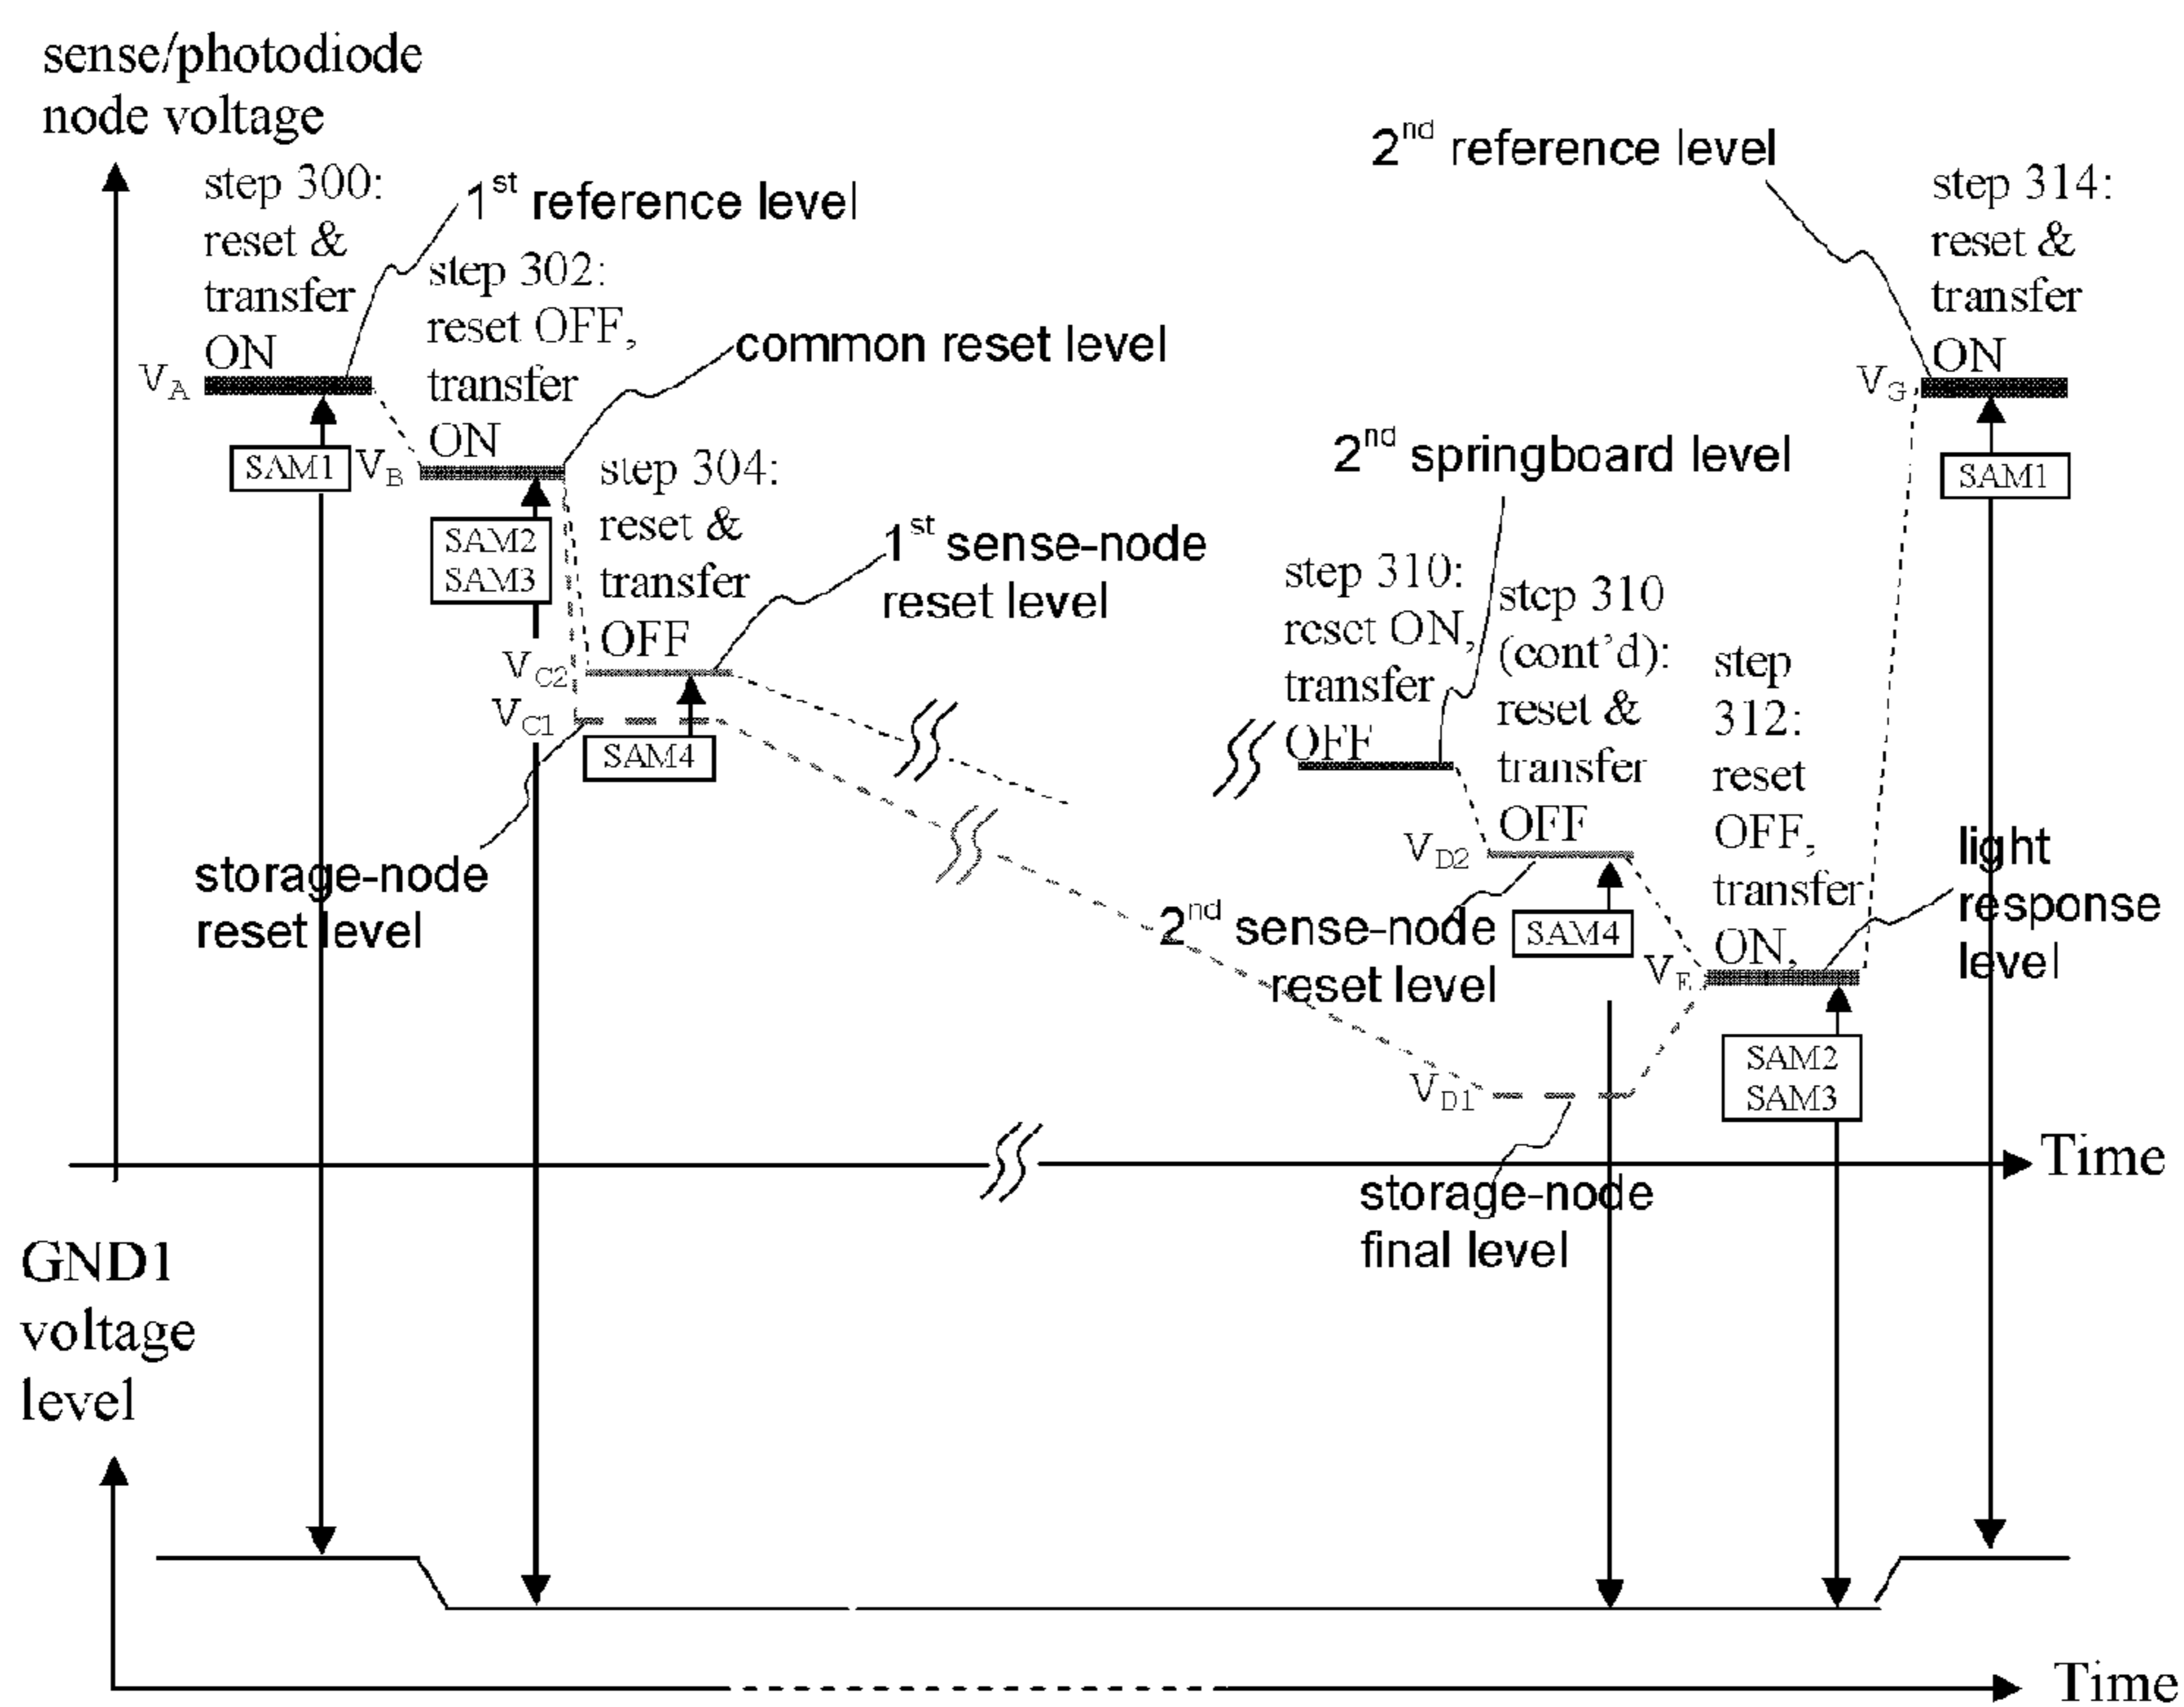 sense/photodiode
node voltage
step 300:
reset &
transfer
ON
1st reference level
step 302:
reset OFF,
transfer
ON
common reset level
VA
SAM1
VB
SAM2
SAM3
step 304:
reset &
transfer
OFF
1st sense-node
reset level
VC2
VC1
SAM4
storage-node
reset level
2nd reference level
step 314:
reset &
transfer
ON
VG
SAM1
2nd springboard level
step 310:
reset ON,
transfer
OFF
step 310
(cont'd):
reset &
transfer
OFF
VD2
2nd sense-node
reset level
SAM4
step
312:
reset
OFF,
transfer
ON,
VE
light
response
level
SAM2
SAM3
VD1
storage-node
final level
Time
GND1
voltage
level
Time